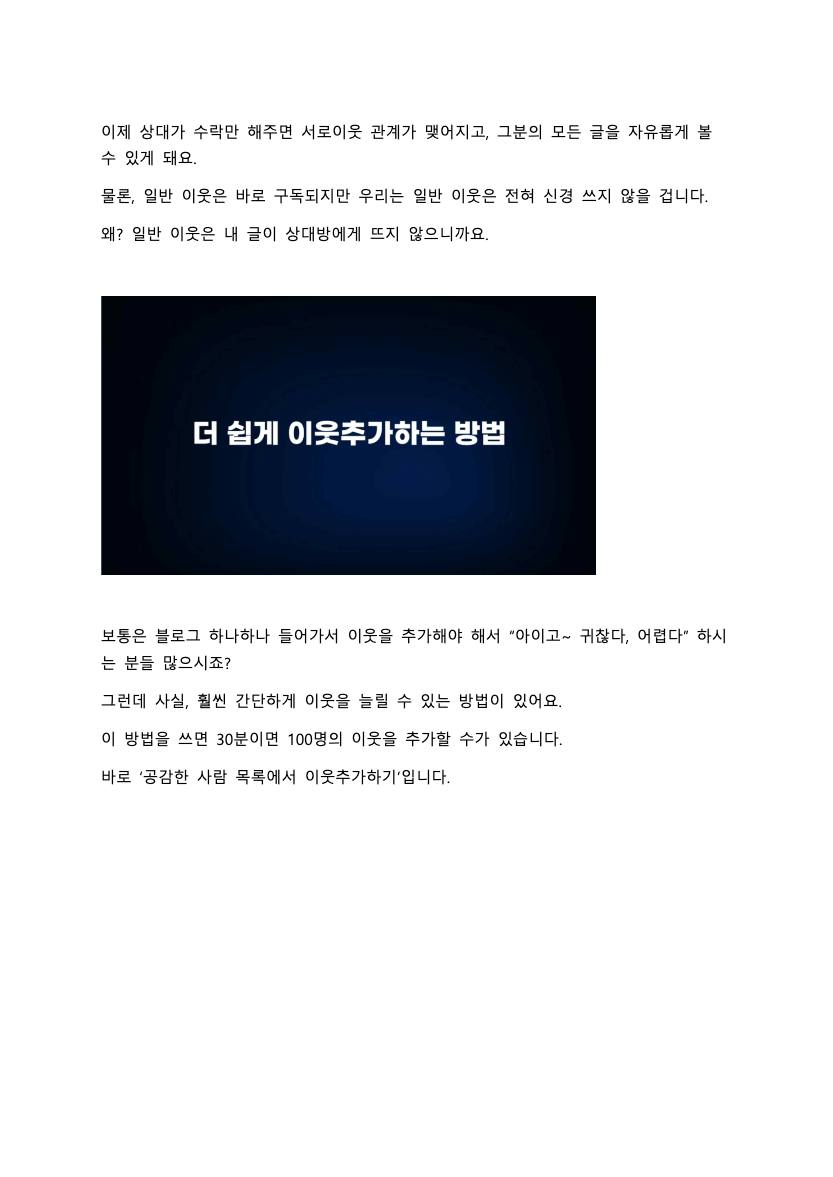 이제 상대가 수락만 해주면 서로이웃 관계가 맺어지고, 그분의 모든 글을 자유롭게 볼
수 있게 돼요.
물론, 일반 이웃은 바로 구독되지만 우리는 일반 이웃은 전혀 신경 쓰지 않을 겁니다.
왜? 일반 이웃은 내 글이 상대방에게 뜨지 않으니까요.
더 쉽게 이웃추가하는 방법
보통은 블로그 하나하나 들어가서 이웃을 추가해야 해서 “아이고~ 귀찮다, 어렵다” 하시
는 분들 많으시죠?
그런데 사실, 훨씬 간단하게 이웃을 늘릴 수 있는 방법이 있어요.
이 방법을 쓰면 30분이면 100명의 이웃을 추가할 수가 있습니다.
바로 ‘공감한 사람 목록에서 이웃추가하기’입니다.